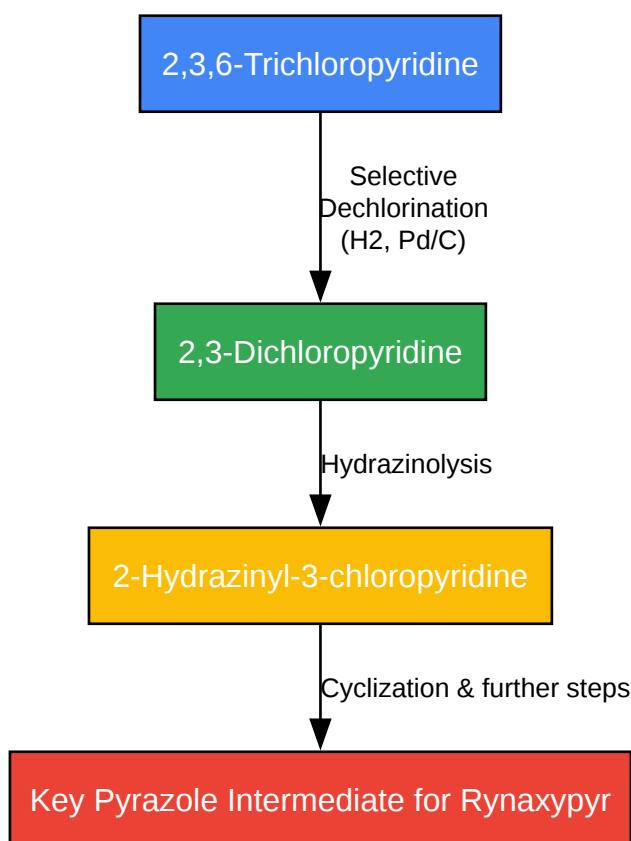 2,3,6-Trichloropyridine
Selective
Dechlorination
(H2, Pd/C)
2,3-Dichloropyridine
Hydrazinolysis
2-Hydrazinyl-3-chloropyridine
Cyclization & further steps
Key Pyrazole Intermediate for Rynaxypyr